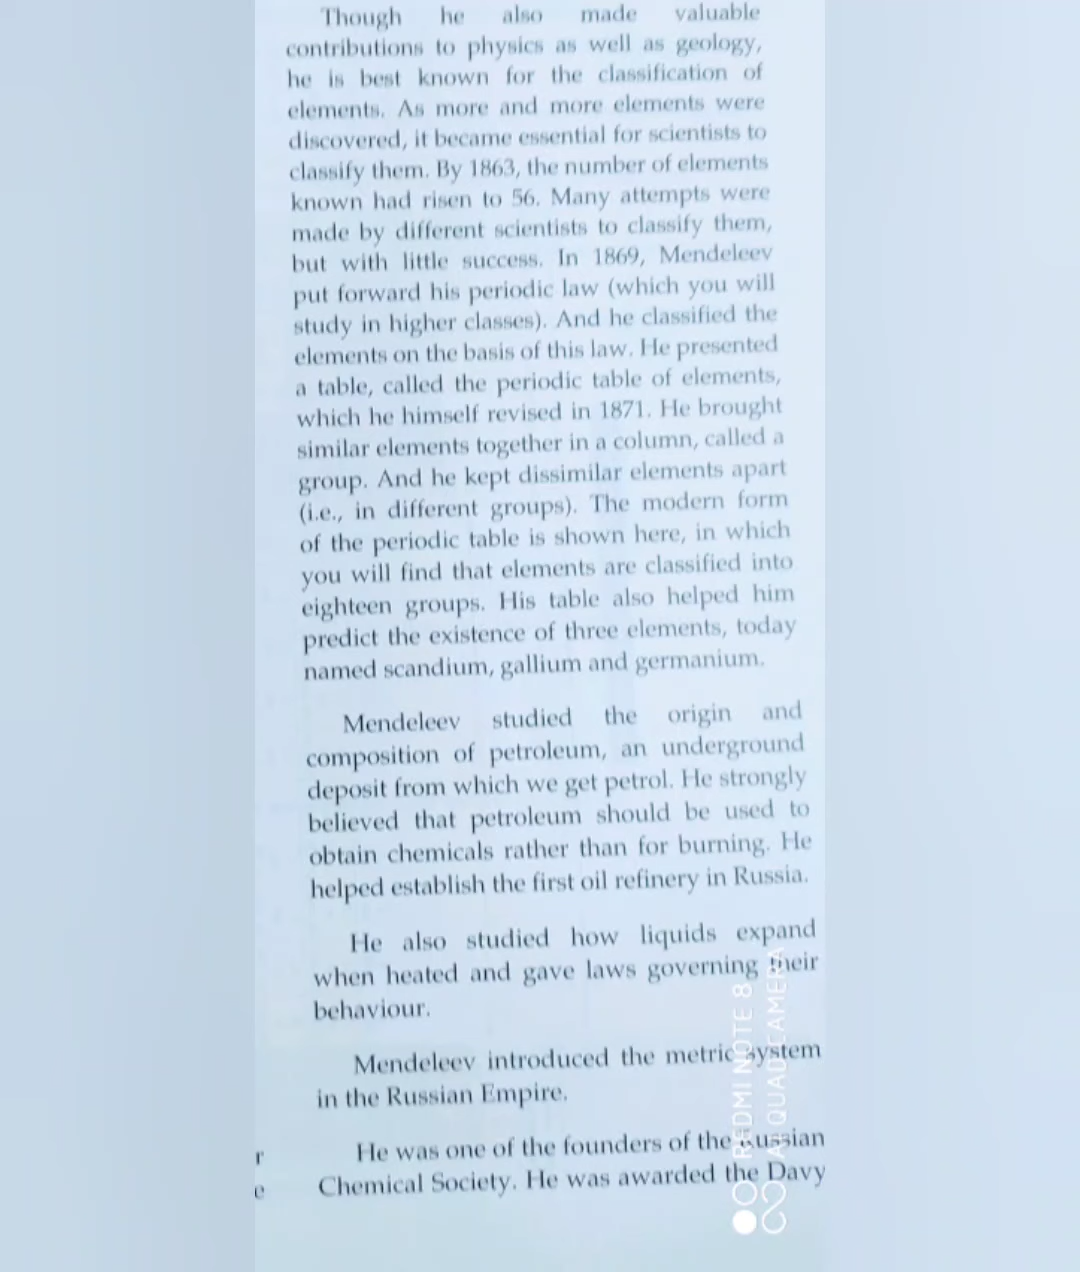 Though he also made valuable
contributions to physics as well as geology,
he is best known for the classification of
elements. As more and more elements were
discovered, it became essential for scientists to
classify them. By 1863, the number of elements
known had risen to 56. Many attempts were
made by different scientists to classify them,
but with little success. In 1869, Mendeleev
put forward his periodic law (which you will
study in higher classes). And he classified the
elements on the basis of this law. He presented
a table, called the periodic table of elements,
which he himself revised in 1871. He brought
similar elements together in a column, called a
group. And he kept dissimilar elements apart
(i.e., in different groups). The modern form
of the periodic table is shown here, in which
you will find that elements are classified into
eighteen groups. His table also helped him
predict the existence of three elements, today
named scandium, gallium and germanium.
Mendeleev studied the origin and
composition of petroleum, an underground
deposit from which we get petrol. He strongly
believed that petroleum should be used to
obtain chemicals rather than for burning. He
helped establish the first oil refinery in Russia.
He also studied how liquids expand
when heated and gave laws governing their
behaviour.
Mendeleev introduced the metric system
in the Russian Empire.
He was one of the founders of the Russian
Chemical Society. He was awarded the Davy
r
e
REDMI NOTE 8
AI QUAD CAMERA